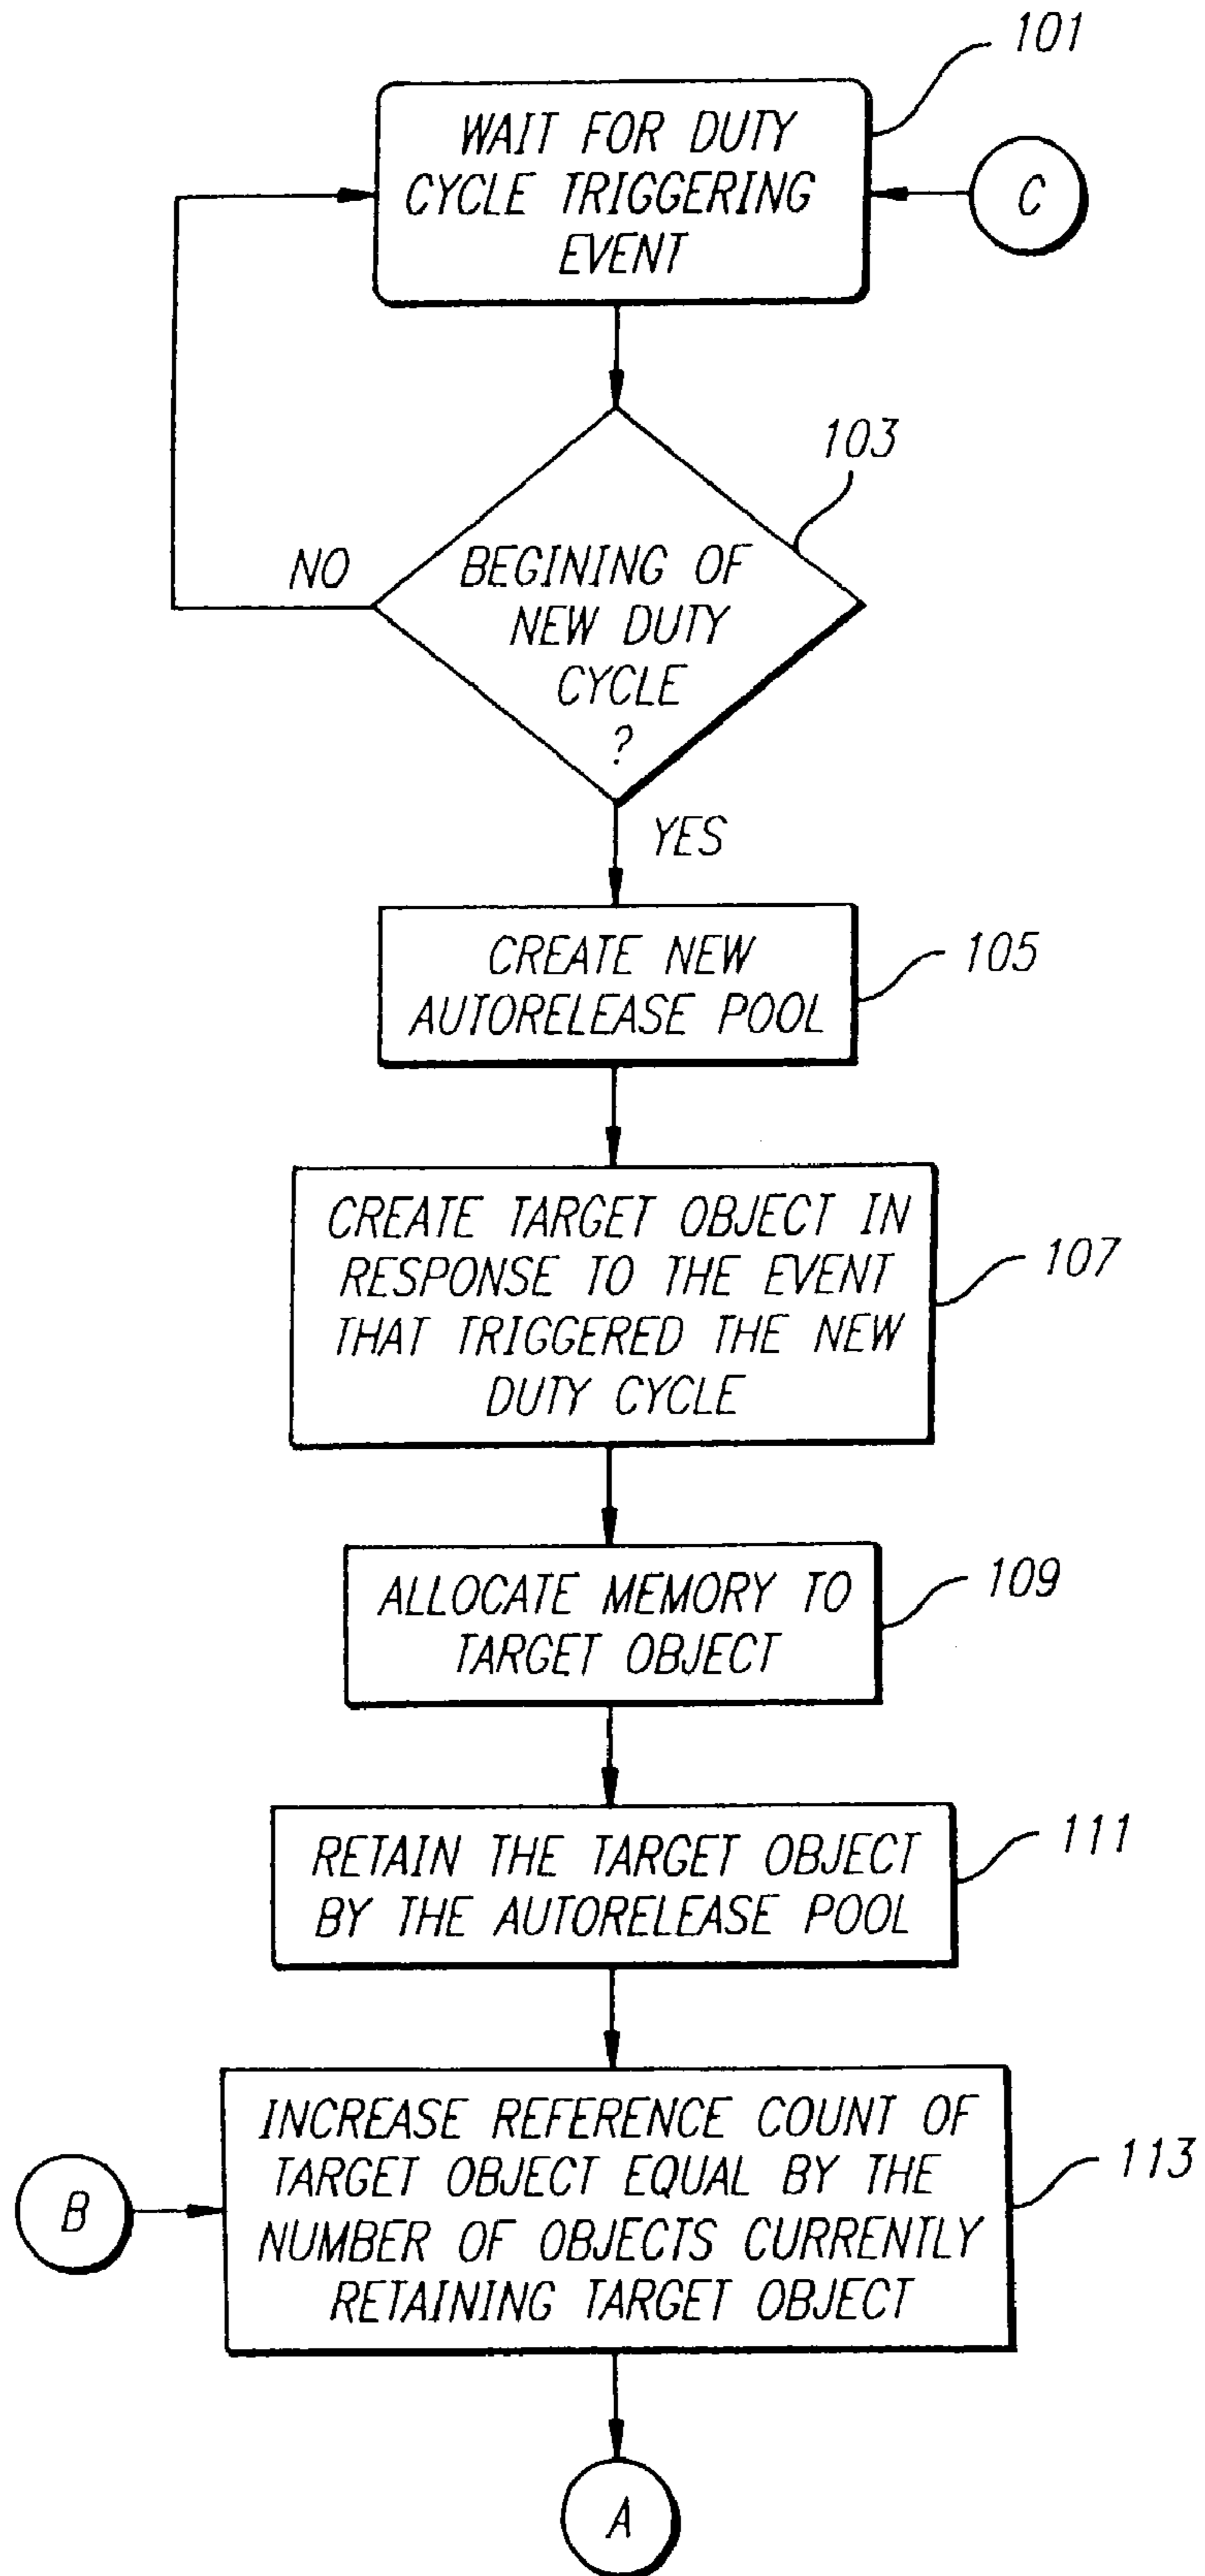 101
WAIT FOR DUTY
CYCLE TRIGGERING
EVENT
C
103
NO
BEGINING OF
NEW DUTY
CYCLE
?
YES
CREATE NEW
AUTORELEASE POOL
105
CREATE TARGET OBJECT IN
RESPONSE TO THE EVENT
THAT TRIGGERED THE NEW
DUTY CYCLE
107
ALLOCATE MEMORY TO
TARGET OBJECT
109
RETAIN THE TARGET OBJECT
BY THE AUTORELEASE POOL
111
INCREASE REFERENCE COUNT OF
TARGET OBJECT EQUAL BY THE
NUMBER OF OBJECTS CURRENTLY
RETAINING TARGET OBJECT
113
B
A